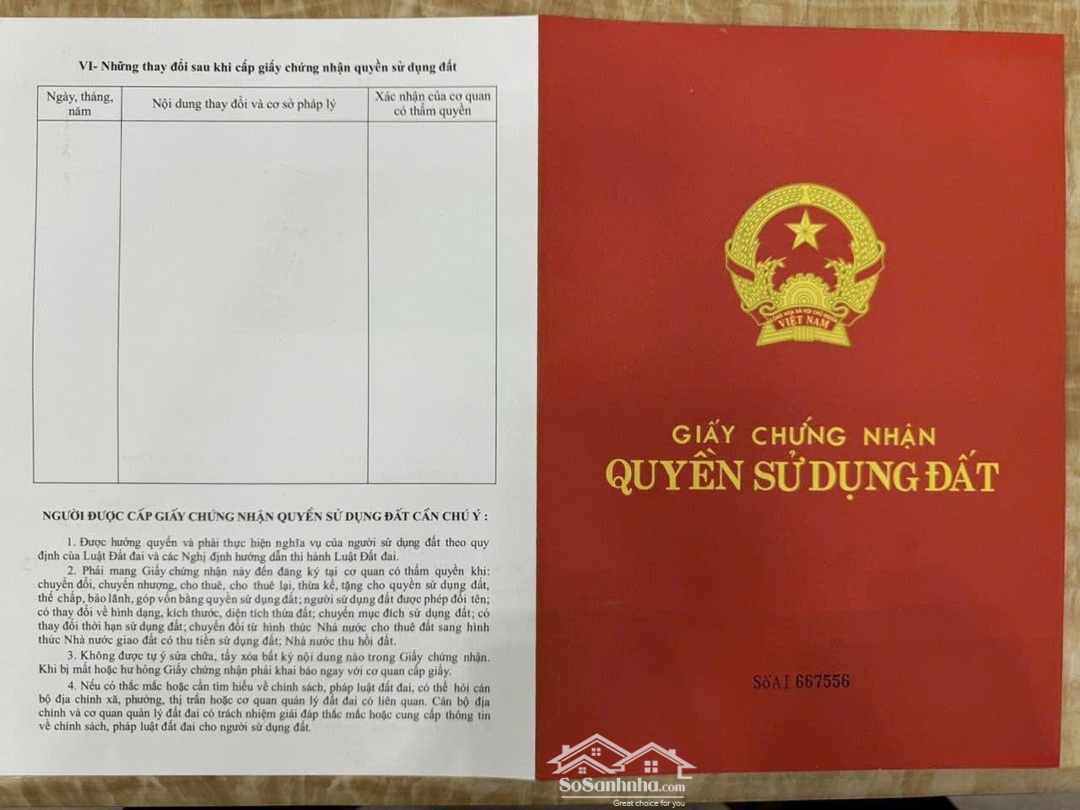 VI- Những thay đổi sau khi cấp giấy chứng nhận quyền sử dụng đất
Ngày, tháng, năm
Nội dung thay đổi và cơ sở pháp lý
Xác nhận của cơ quan có thẩm quyền
NGƯỜI ĐƯỢC CẤP GIẤY CHỨNG NHẬN QUYỀN SỬ DỤNG ĐẤT CẦN CHÚ Ý :
1. Được hưởng quyền và phải thực hiện nghĩa vụ của người sử dụng đất theo quy
định của Luật Đất đai và các Nghị định hướng dẫn thi hành Luật Đất đai.
2. Phải mang Giấy chứng nhận này đến đăng ký tại cơ quan có thẩm quyền khi:
chuyển đổi, chuyển nhượng, cho thuê, cho thuê lại, thừa kế, tặng cho quyền sử dụng đất,
thế chấp, bảo lãnh, góp vốn bằng quyền sử dụng đất; người sử dụng đất được phép đổi tên;
có thay đổi về hình dạng, kích thước, diện tích thửa đất; chuyển mục đích sử dụng đất; có
thay đổi thời hạn sử dụng đất; chuyển đổi từ hình thức Nhà nước cho thuê đất sang hình
thức Nhà nước giao đất có thu tiền sử dụng đất; Nhà nước thu hồi đất.
3. Không được tự ý sửa chữa, tẩy xóa bất kỳ nội dung nào trong Giấy chứng nhận.
Khi bị mất hoặc hư hỏng Giấy chứng nhận phải khai báo ngay với cơ quan cấp giấy.
4. Nếu có thắc mắc hoặc cần tìm hiểu về chính sách, pháp luật đất đai, có thể hỏi cán
bộ địa chính xã, phường, thị trấn hoặc cơ quan quản lý đất đai có liên quan. Cán bộ địa
chính và cơ quan quản lý đất đai có trách nhiệm giải đáp thắc mắc hoặc cung cấp thông tin
về chính sách, pháp luật đất đai cho người sử dụng đất.
CỘNG HÒA XÃ HỘI CHỦ NGHĨA
VIỆT NAM
GIẤY CHỨNG NHẬN
QUYỀN SỬ DỤNG ĐẤT
Số AI 667556
SoSanhnha.com
Great choice for you